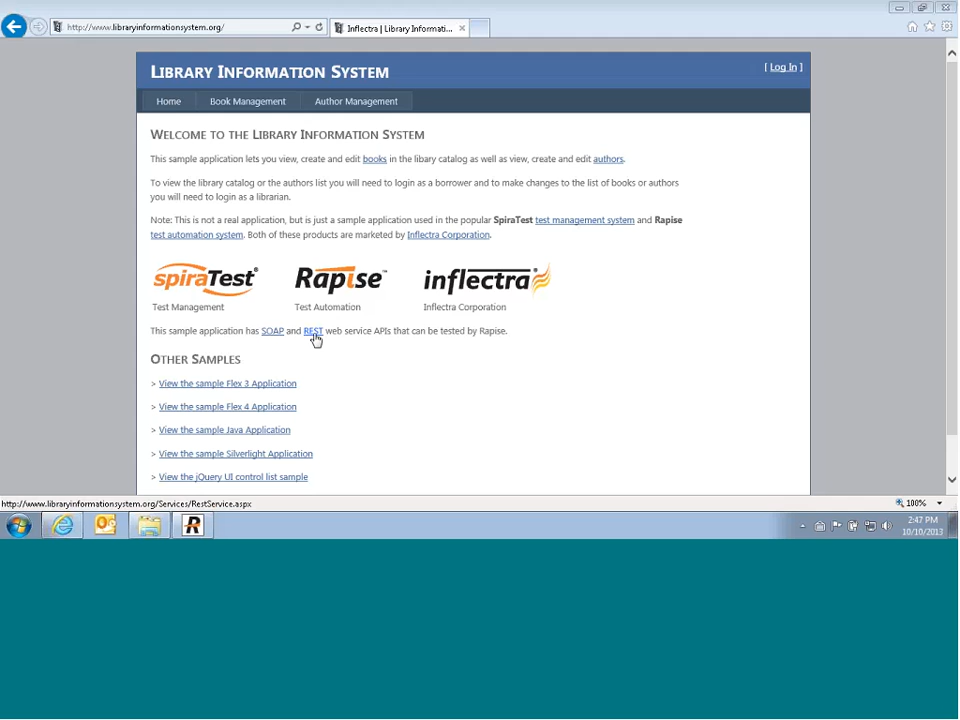 http://www.libraryinformationsystem.org/
Inflectra | Library Informati...
LIBRARY INFORMATION SYSTEM
[ Log In ]
Home Book Management Author Management
WELCOME TO THE LIBRARY INFORMATION SYSTEM
This sample application lets you view, create and edit books in the libary catalog as well as view, create and edit authors.
To view the library catalog or the authors list you will need to login as a borrower and to make changes to the list of books or authors
you will need to login as a librarian.
Note: This is not a real application, but is just a sample application used in the popular SpiraTest test management system and Rapise
test automation system. Both of these products are marketed by Inflectra Corporation.
spiraTest Rapise inflectra
Test Management Test Automation Inflectra Corporation
This sample application has SOAP and REST web service APIs that can be tested by Rapise.
OTHER SAMPLES
> View the sample Flex 3 Application
> View the sample Flex 4 Application
> View the sample Java Application
> View the sample Silverlight Application
> View the jQuery UI control list sample
http://www.libraryinformationsystem.org/Services/RestService.aspx
100%
2:47 PM
10/10/2013